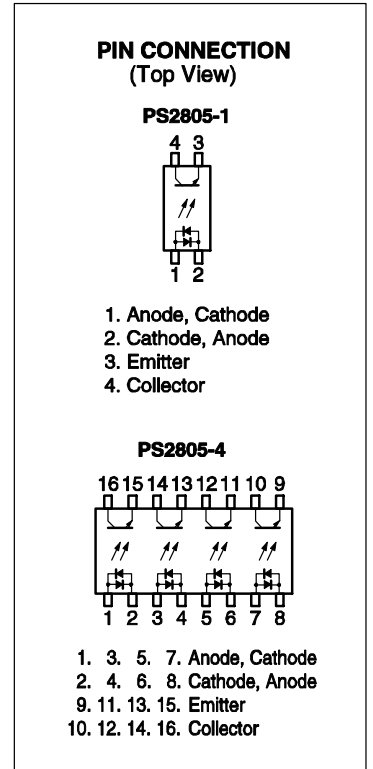 PIN CONNECTION
(Top View)
PS2805-1
4 3
1 2
1. Anode, Cathode
2. Cathode, Anode
3. Emitter
4. Collector
PS2805-4
16 15 14 13 12 11 10 9
1 2 3 4 5 6 7 8
1. 3. 5. 7. Anode, Cathode
2. 4. 6. 8. Cathode, Anode
9. 11. 13. 15. Emitter
10. 12. 14. 16. Collector